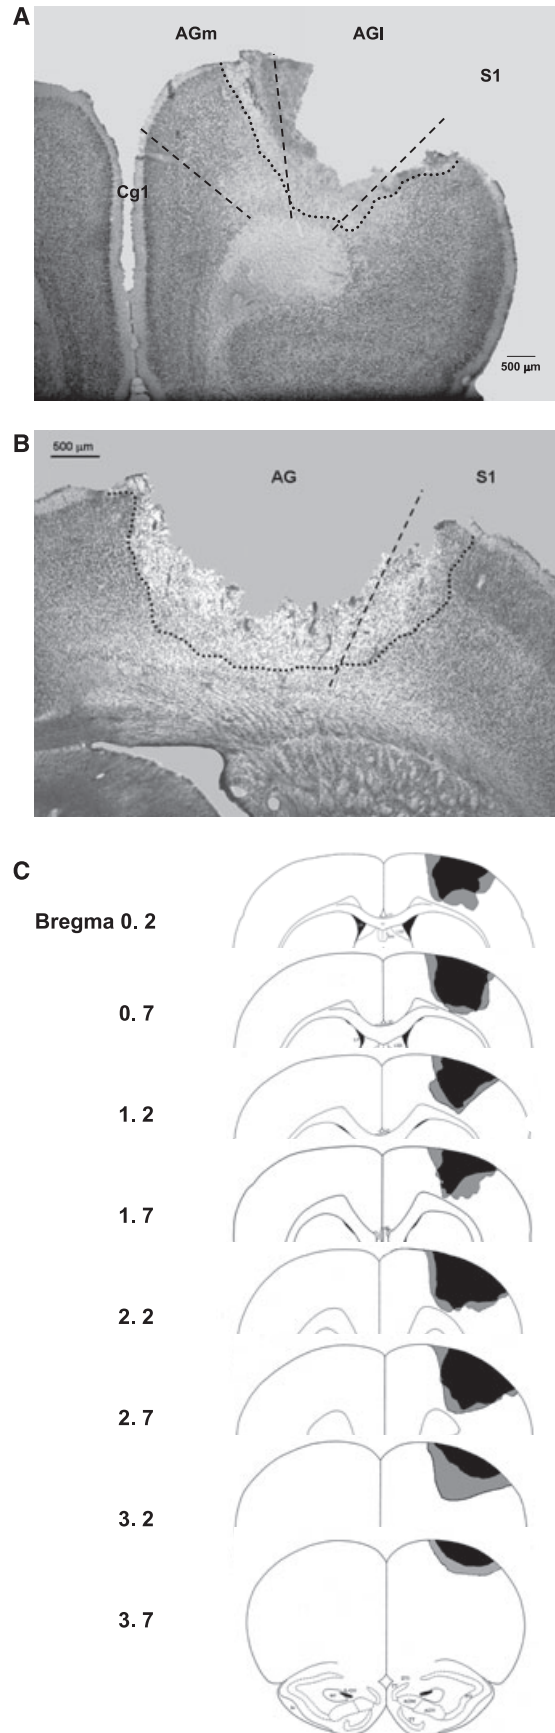 A
AGm
AGl
S1
Cg1
500 µm
B
500 µm
AG
S1
C
Bregma 0. 2
0. 7
1. 2
1. 7
2. 2
2. 7
3. 2
3. 7